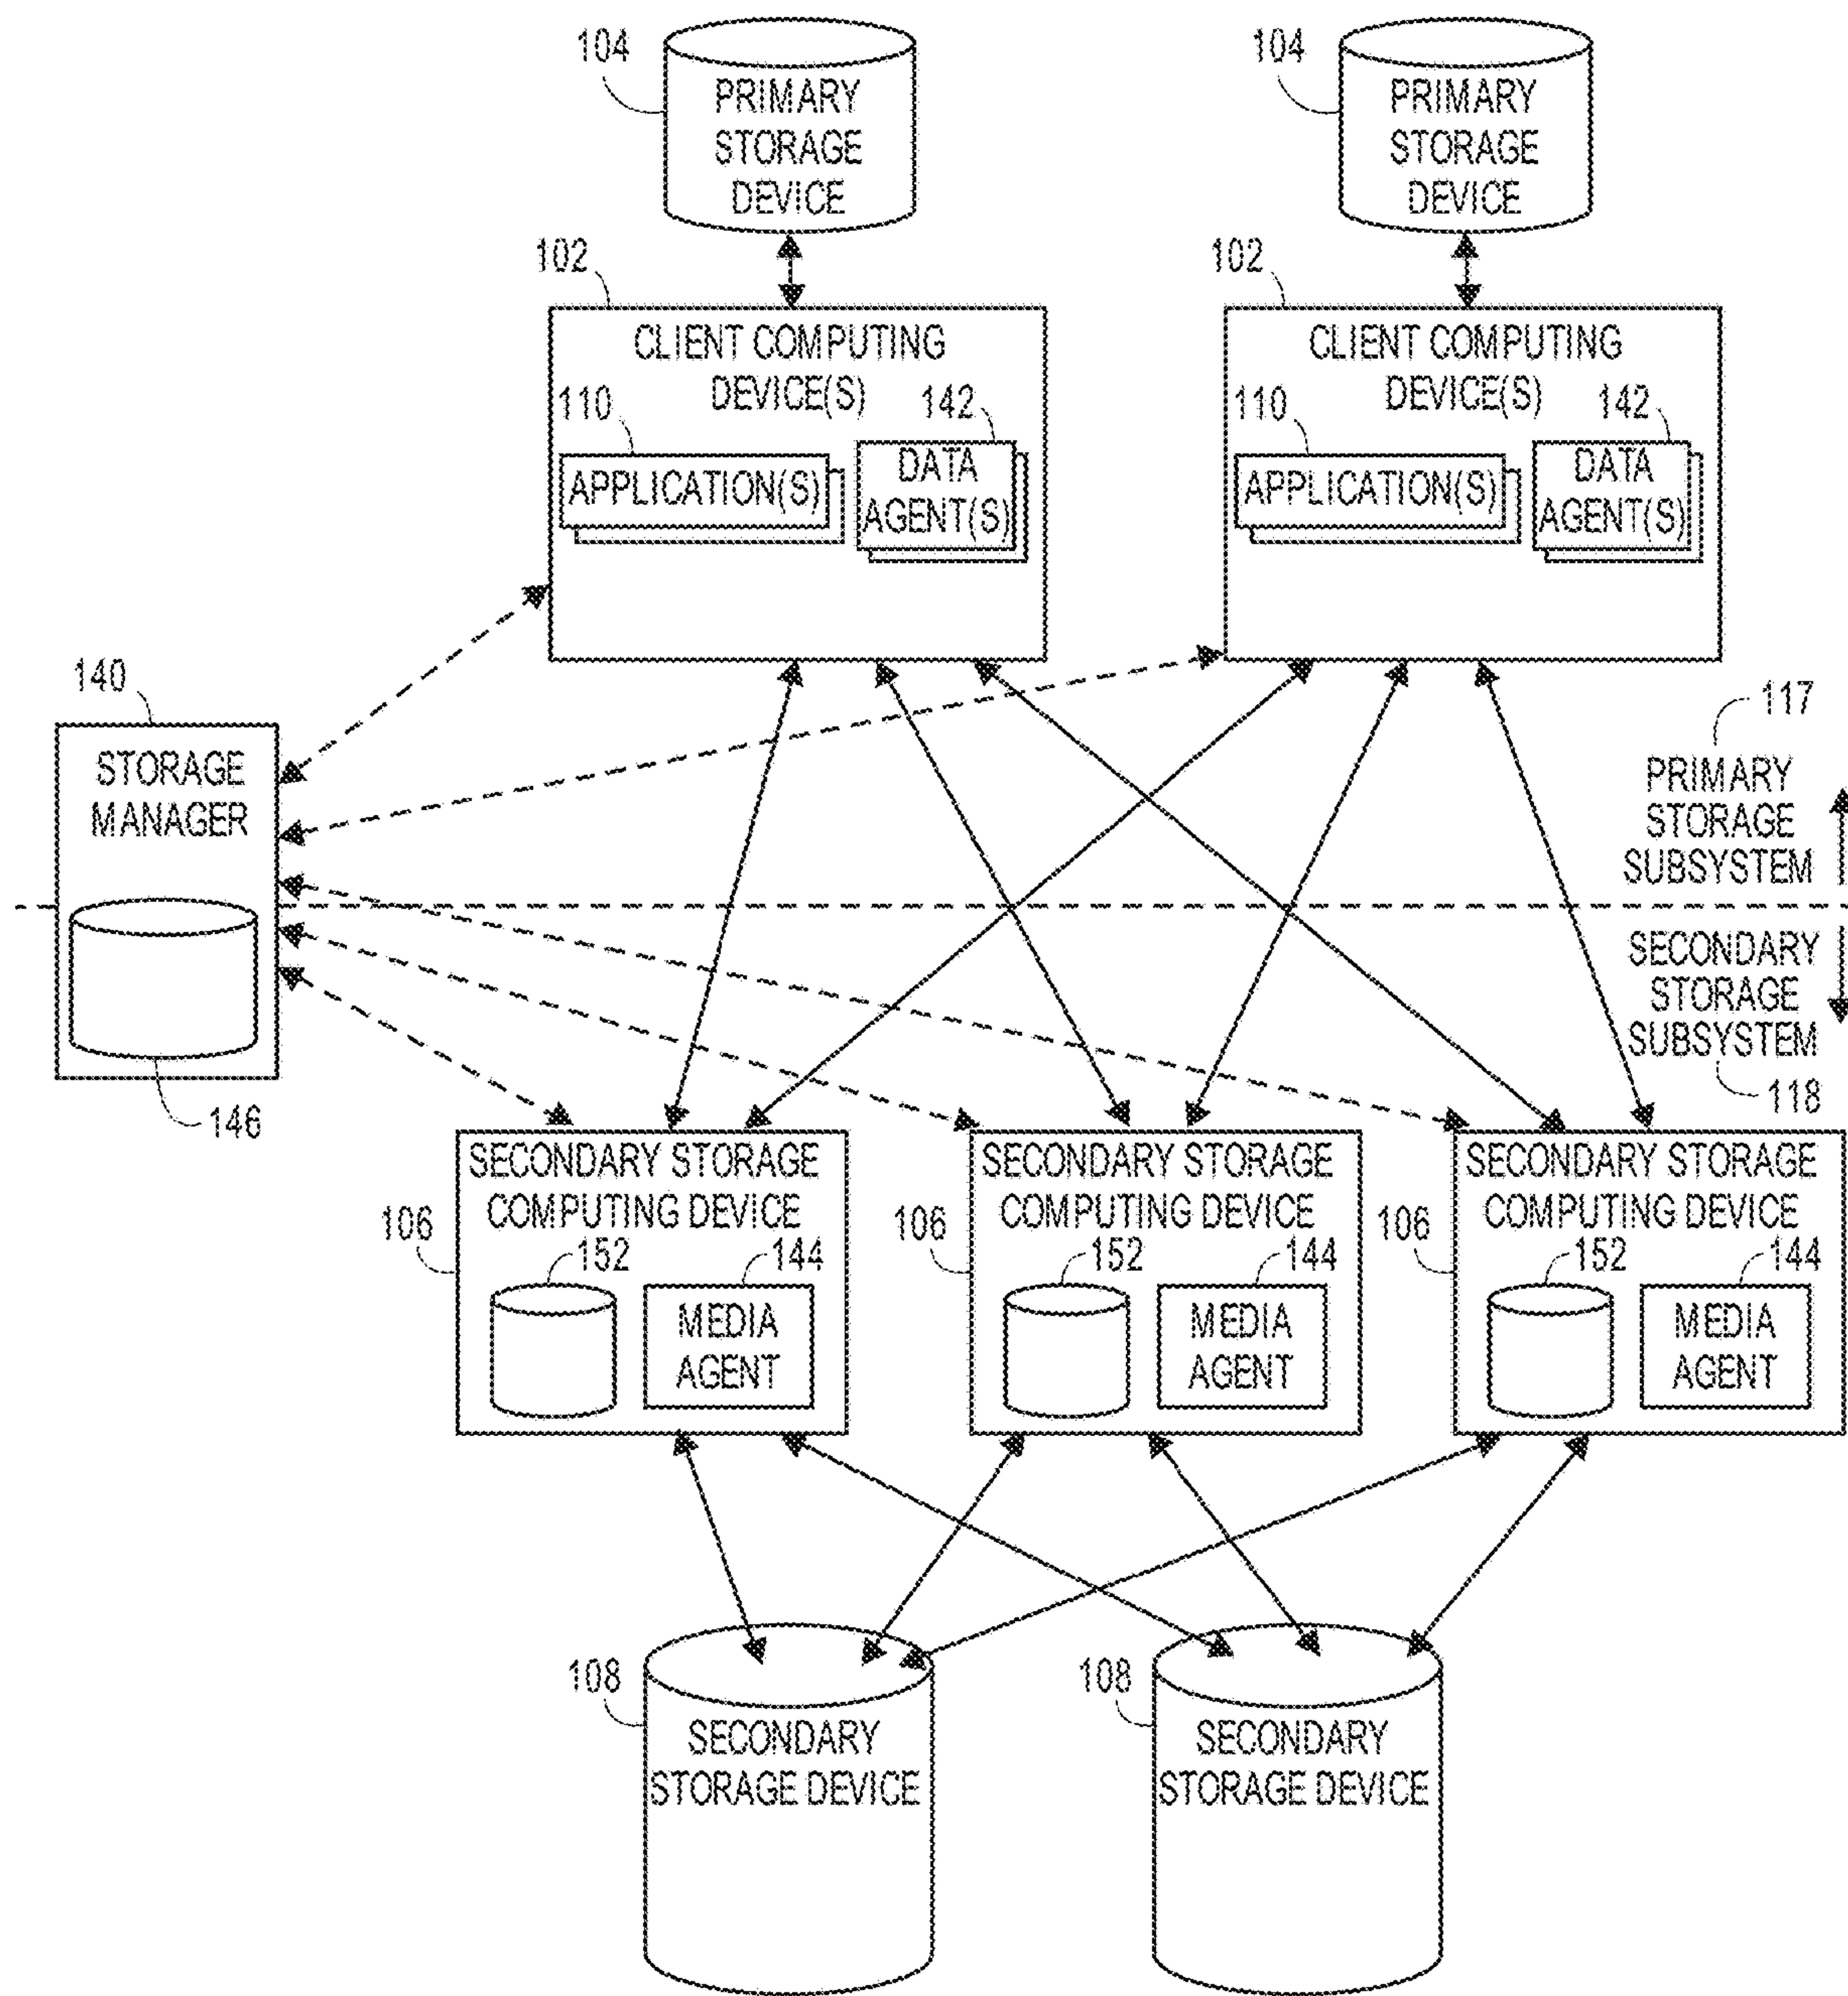 104
PRIMARY
STORAGE
DEVICE
104
PRIMARY
STORAGE
DEVICE
102
CLIENT COMPUTING
DEVICE(S)
110
142
APPLICATION(S)
DATA
AGENT(S)
102
CLIENT COMPUTING
DEVICE(S)
110
142
APPLICATION(S)
DATA
AGENT(S)
140
STORAGE
MANAGER
146
117
PRIMARY
STORAGE
SUBSYSTEM
SECONDARY
STORAGE
SUBSYSTEM
118
106
SECONDARY STORAGE
COMPUTING DEVICE
152
144
MEDIA
AGENT
106
SECONDARY STORAGE
COMPUTING DEVICE
152
144
MEDIA
AGENT
106
SECONDARY STORAGE
COMPUTING DEVICE
152
144
MEDIA
AGENT
108
SECONDARY
STORAGE DEVICE
108
SECONDARY
STORAGE DEVICE